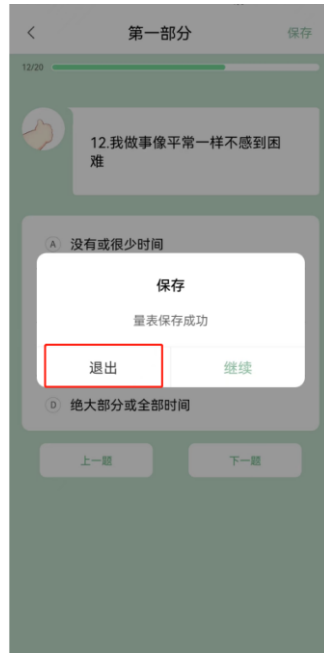 第一部分
保存
12/20
12.我做事像平常一样不感到困
难
A 没有或很少时间
保存
量表保存成功
退出
继续
D 绝大部分或全部时间
上一题
下一题